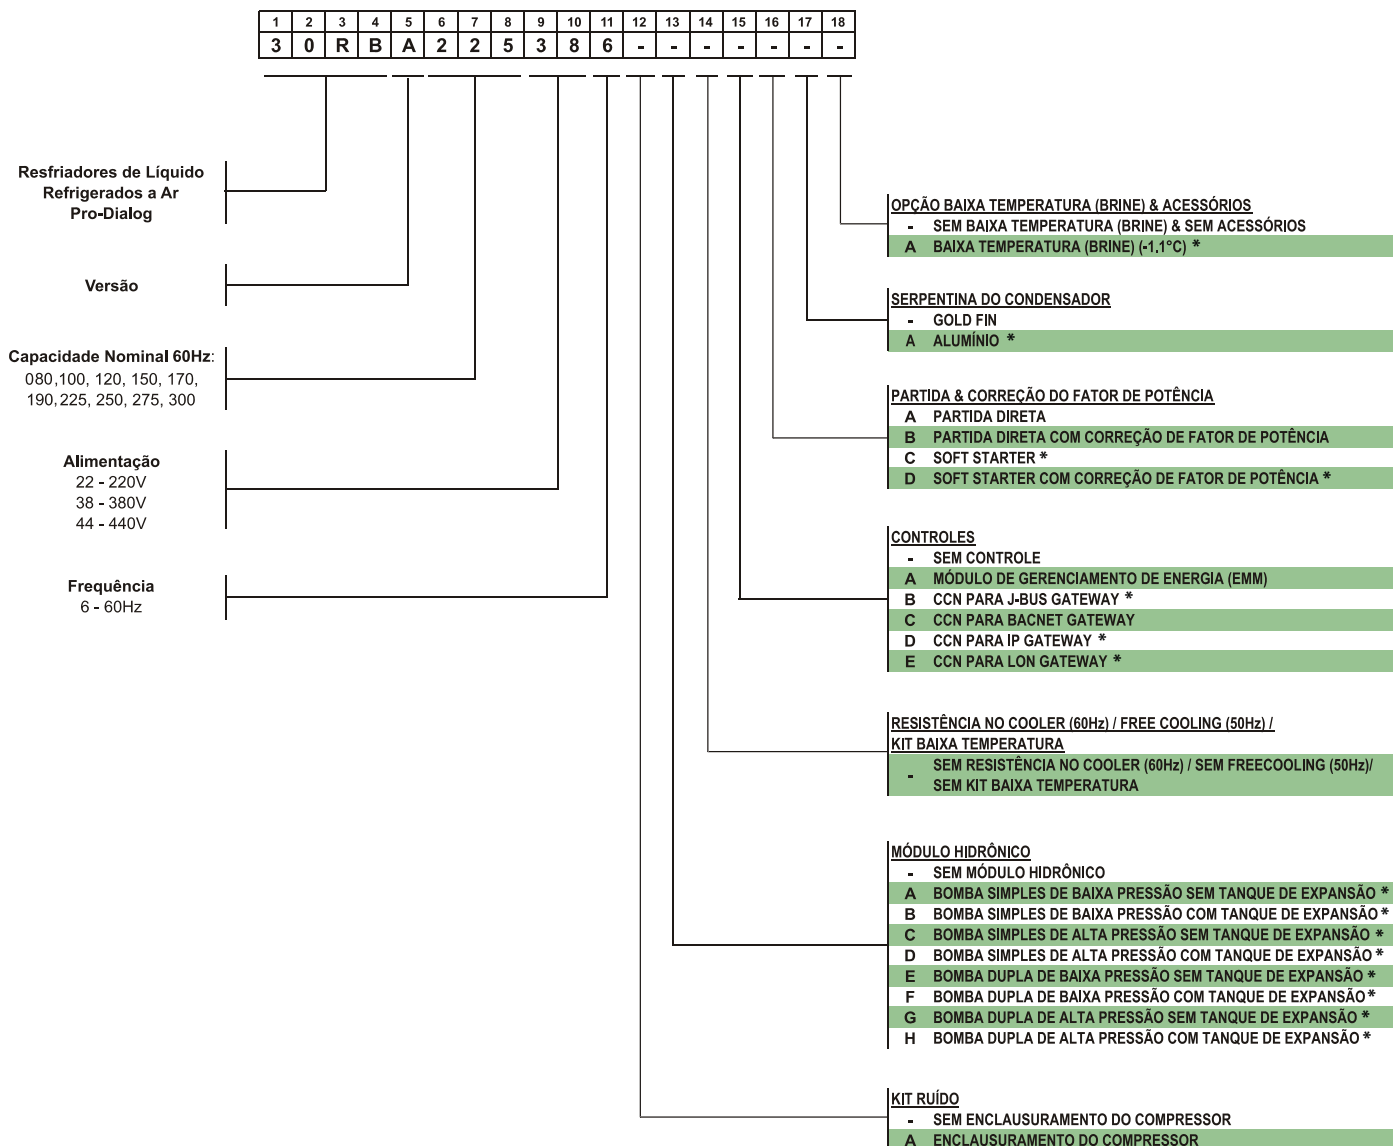 1 2 3 4 5 6 7 8 9 10 11 12 13 14 15 16 17 18
3 0 R B A 2 2 5 3 8 6 - - - - - - -
Resfriadores de Líquido
Refrigerados a Ar
Pro-Dialog
Versão
Capacidade Nominal 60Hz:
080,100, 120, 150, 170,
190,225, 250, 275, 300
Alimentação
22 - 220V
38 - 380V
44 - 440V
Frequência
6 - 60Hz
OPÇÃO BAIXA TEMPERATURA (BRINE) & ACESSÓRIOS
- SEM BAIXA TEMPERATURA (BRINE) & SEM ACESSÓRIOS
A BAIXA TEMPERATURA (BRINE) (-1.1°C) *
SERPENTINA DO CONDENSADOR
- GOLD FIN
A ALUMÍNIO *
PARTIDA & CORREÇÃO DO FATOR DE POTÊNCIA
A PARTIDA DIRETA
B PARTIDA DIRETA COM CORREÇÃO DE FATOR DE POTÊNCIA
C SOFT STARTER *
D SOFT STARTER COM CORREÇÃO DE FATOR DE POTÊNCIA *
CONTROLES
- SEM CONTROLE
A MÓDULO DE GERENCIAMENTO DE ENERGIA (EMM)
B CCN PARA J-BUS GATEWAY *
C CCN PARA BACNET GATEWAY
D CCN PARA IP GATEWAY *
E CCN PARA LON GATEWAY *
RESISTÊNCIA NO COOLER (60Hz) / FREE COOLING (50Hz) /
KIT BAIXA TEMPERATURA
- SEM RESISTÊNCIA NO COOLER (60Hz) / SEM FREECOOLING (50Hz)/
SEM KIT BAIXA TEMPERATURA
MÓDULO HIDRÔNICO
- SEM MÓDULO HIDRÔNICO
A BOMBA SIMPLES DE BAIXA PRESSÃO SEM TANQUE DE EXPANSÃO *
B BOMBA SIMPLES DE BAIXA PRESSÃO COM TANQUE DE EXPANSÃO *
C BOMBA SIMPLES DE ALTA PRESSÃO SEM TANQUE DE EXPANSÃO *
D BOMBA SIMPLES DE ALTA PRESSÃO COM TANQUE DE EXPANSÃO *
E BOMBA DUPLA DE BAIXA PRESSÃO SEM TANQUE DE EXPANSÃO *
F BOMBA DUPLA DE BAIXA PRESSÃO COM TANQUE DE EXPANSÃO *
G BOMBA DUPLA DE ALTA PRESSÃO SEM TANQUE DE EXPANSÃO *
H BOMBA DUPLA DE ALTA PRESSÃO COM TANQUE DE EXPANSÃO *
KIT RUÍDO
- SEM ENCLAUSURAMENTO DO COMPRESSOR
A ENCLAUSURAMENTO DO COMPRESSOR